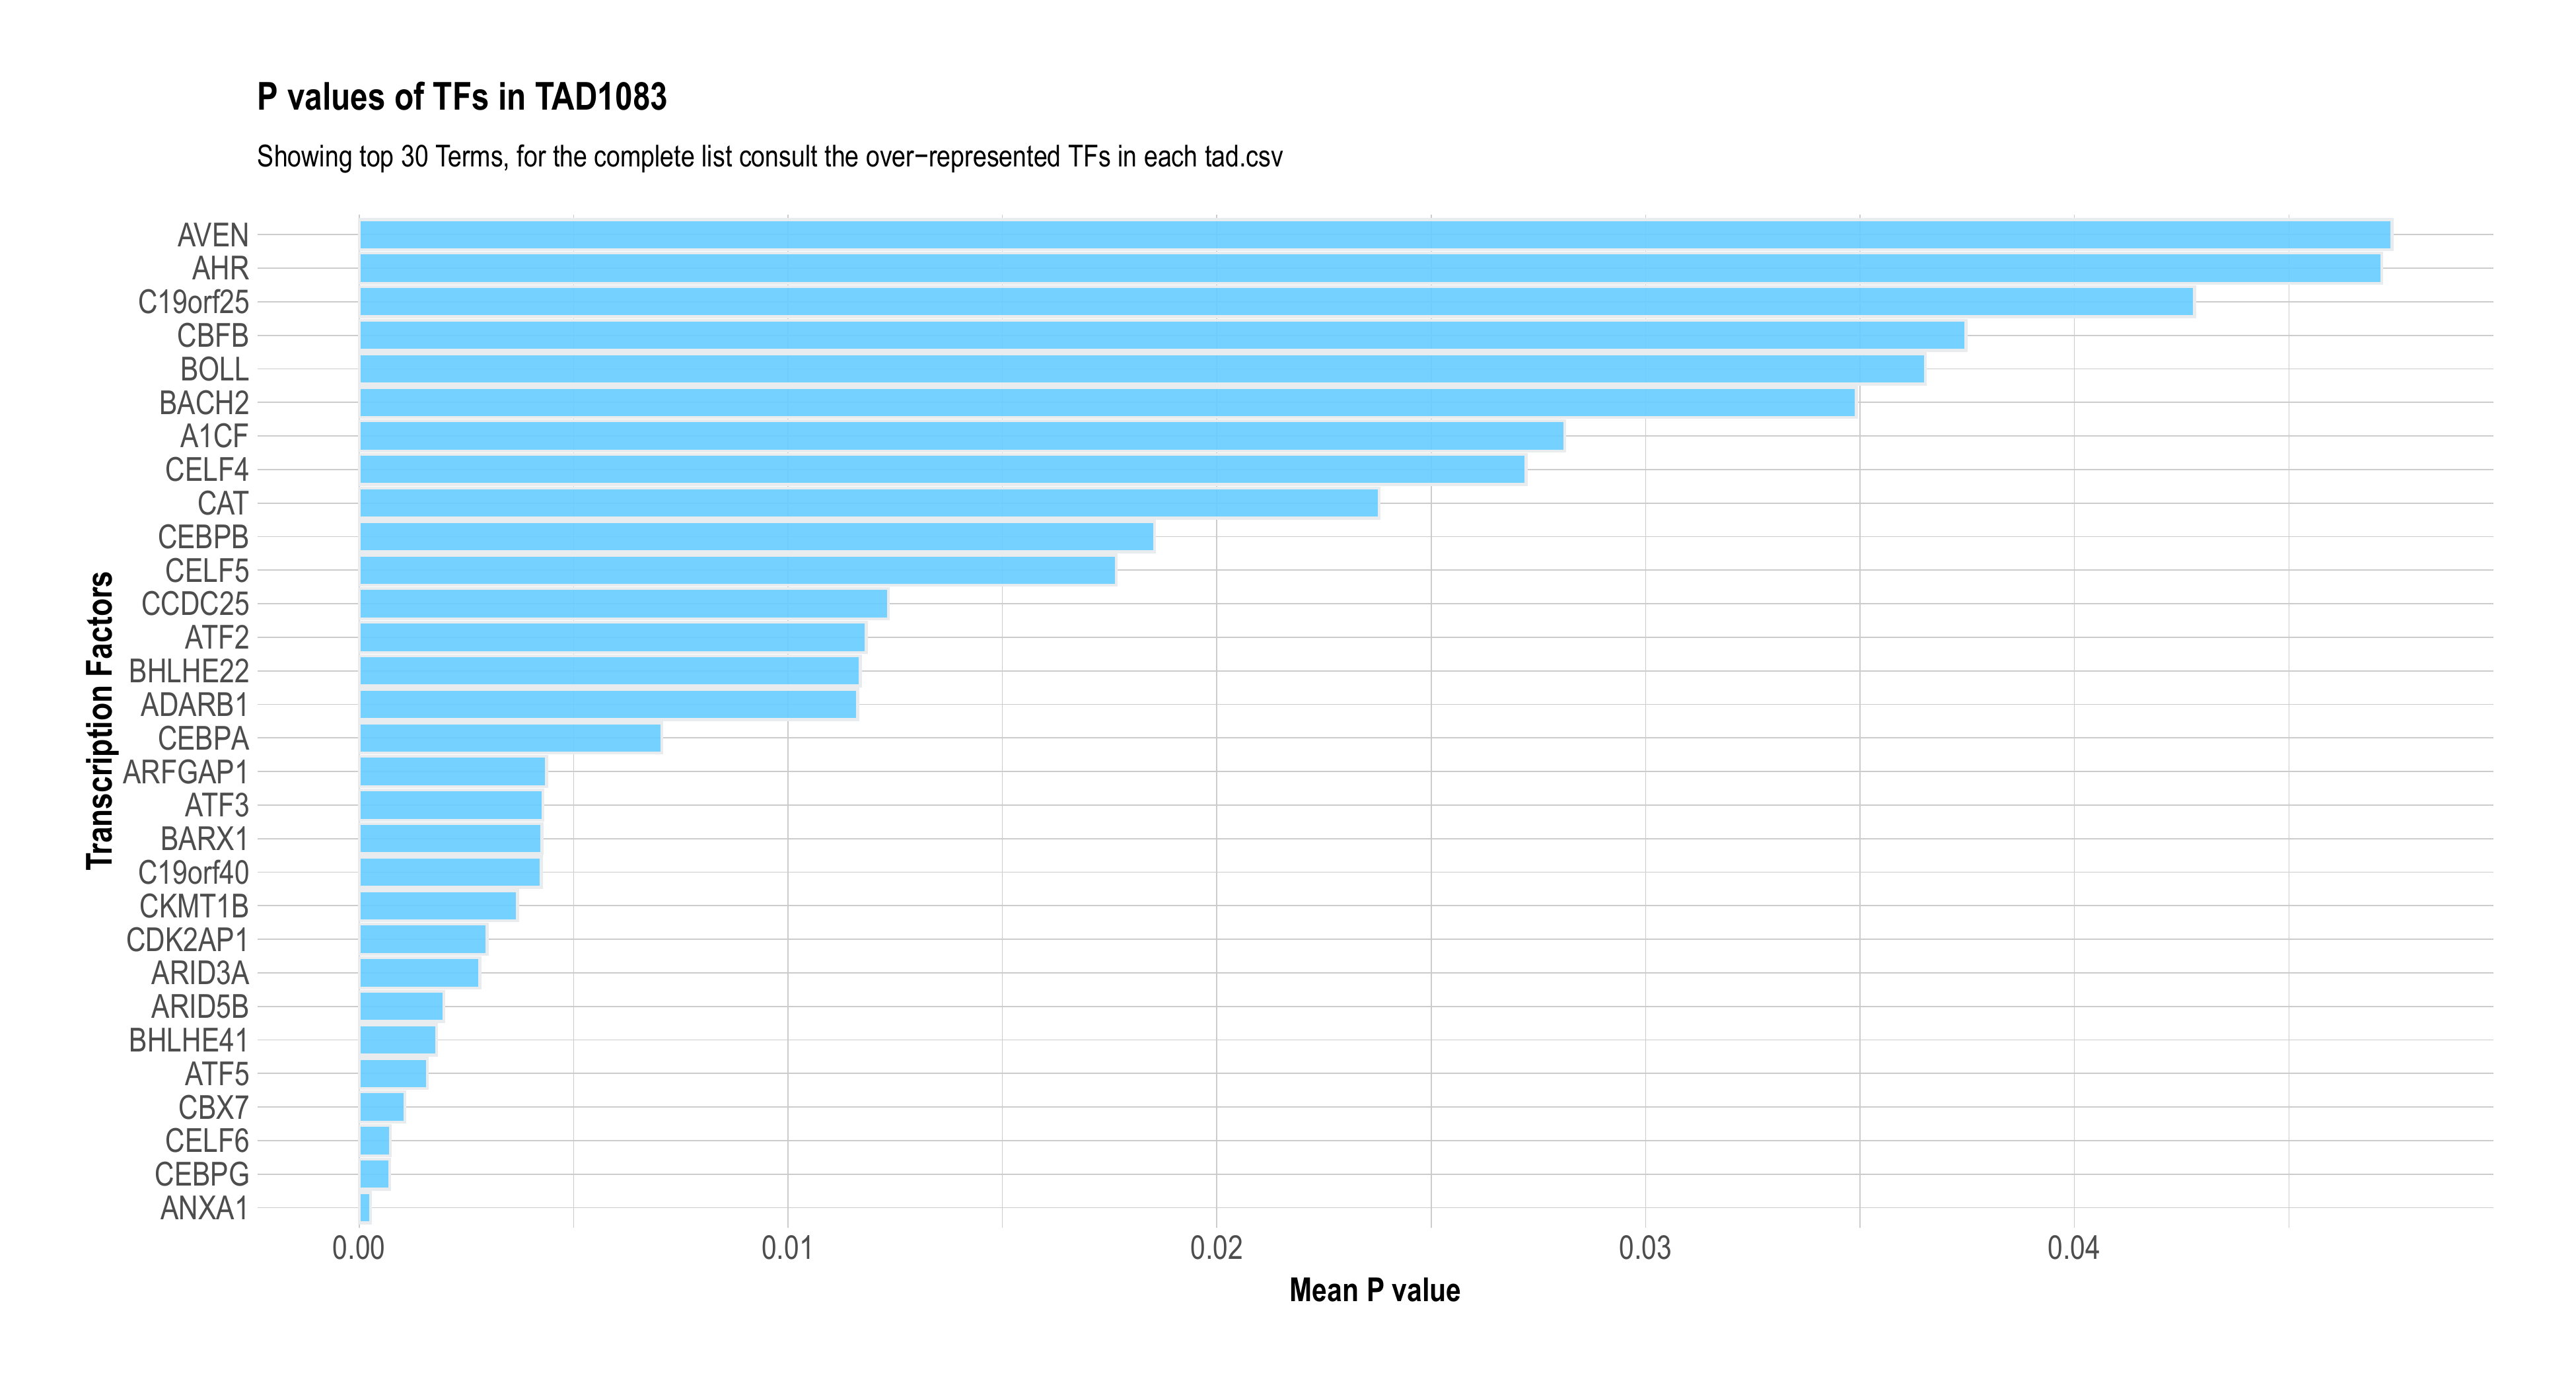 P values of TFs in TAD1083
Showing top 30 Terms, for the complete list consult the over−represented TFs in each tad.csv
Transcription Factors
AVEN
AHR
C19orf25
CBFB
BOLL
BACH2
A1CF
CELF4
CAT
CEBPB
CELF5
CCDC25
ATF2
BHLHE22
ADARB1
CEBPA
ARFGAP1
ATF3
BARX1
C19orf40
CKMT1B
CDK2AP1
ARID3A
ARID5B
BHLHE41
ATF5
CBX7
CELF6
CEBPG
ANXA1
0.00 0.01 0.02 0.03 0.04
Mean P value